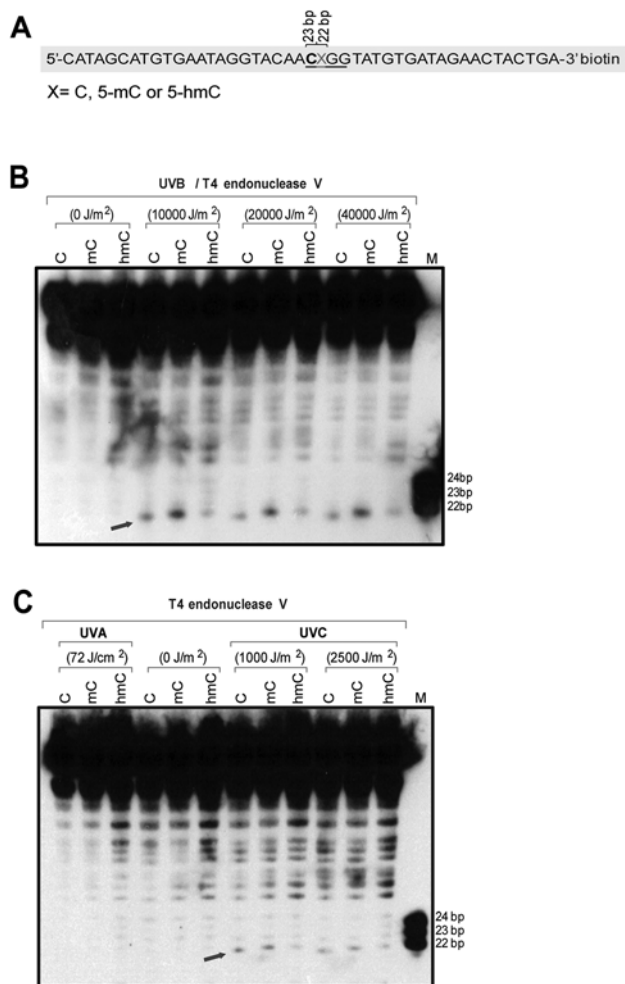 A
23 bp
22 bp
5'-CATAGCATGTGAATAGGTACAACXGGTATGTGATAGAACTACTGA-3'biotin
X= C, 5-mC or 5-hmC
B
UVB / T4 endonuclease V
(0 J/m²) (10000 J/m²) (20000 J/m²) (40000 J/m²)
C mC hmC C mC hmC C mC hmC C mC hmC M
24bp
23bp
22bp
C
T4 endonuclease V
UVA UVC
(72 J/cm²) (0 J/m²) (1000 J/m²) (2500 J/m²)
C mC hmC C mC hmC C mC hmC C mC hmC M
24 bp
23 bp
22 bp